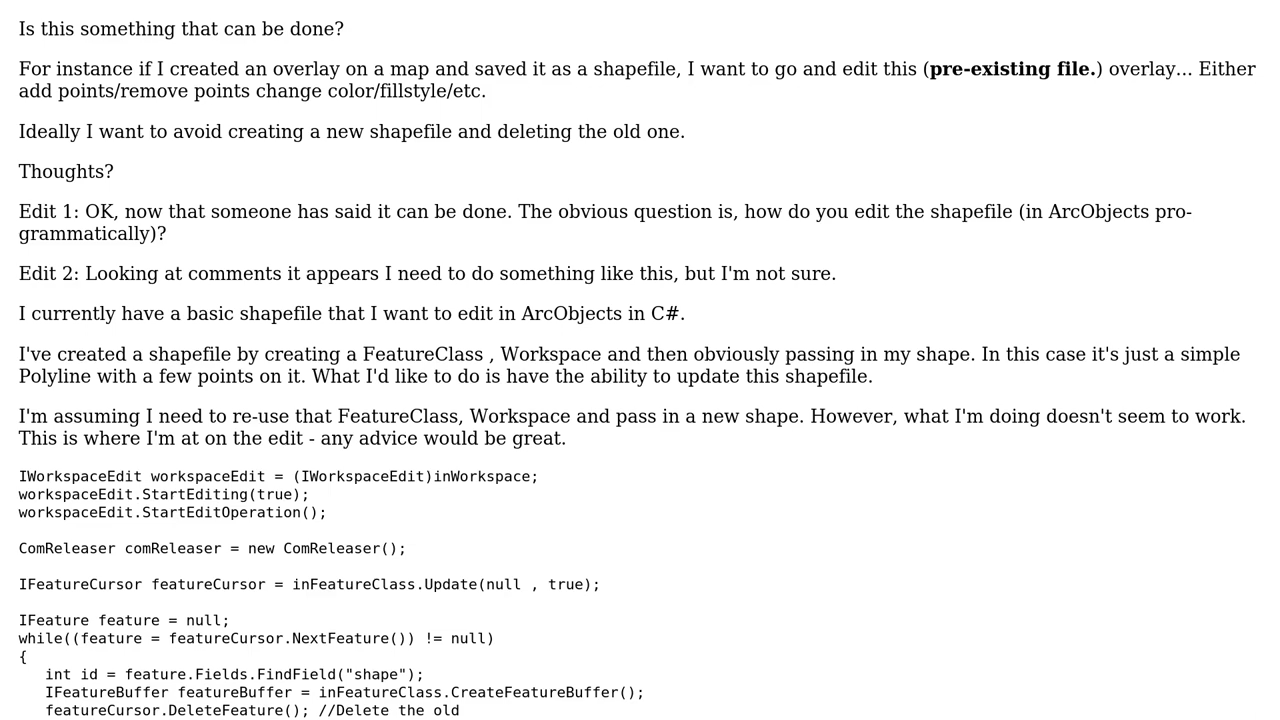 Is this something that can be done?
For instance if I created an overlay on a map and saved it as a shapefile, I want to go and edit this (pre-existing file.) overlay... Either
add points/remove points change color/fillstyle/etc.
Ideally I want to avoid creating a new shapefile and deleting the old one.
Thoughts?
Edit 1: OK, now that someone has said it can be done. The obvious question is, how do you edit the shapefile (in ArcObjects pro-
grammatically)?
Edit 2: Looking at comments it appears I need to do something like this, but I'm not sure.
I currently have a basic shapefile that I want to edit in ArcObjects in C#.
I've created a shapefile by creating a FeatureClass , Workspace and then obviously passing in my shape. In this case it's just a simple
Polyline with a few points on it. What I'd like to do is have the ability to update this shapefile.
I'm assuming I need to re-use that FeatureClass, Workspace and pass in a new shape. However, what I'm doing doesn't seem to work.
This is where I'm at on the edit - any advice would be great.
IWorkspaceEdit workspaceEdit = (IWorkspaceEdit)inWorkspace;
workspaceEdit.StartEditing(true);
workspaceEdit.StartEditOperation();
ComReleaser comReleaser = new ComReleaser();
IFeatureCursor featureCursor = inFeatureClass.Update(null , true);
IFeature feature = null;
while((feature = featureCursor.NextFeature()) != null)
{
   int id = feature.Fields.FindField("shape");
   IFeatureBuffer featureBuffer = inFeatureClass.CreateFeatureBuffer();
   featureCursor.DeleteFeature(); //Delete the old